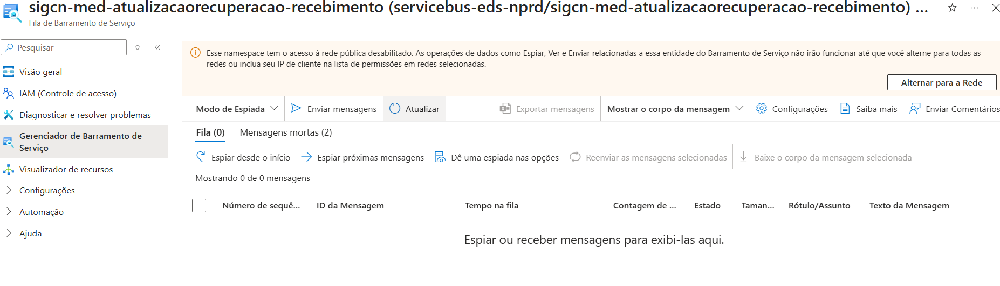 sigcn-med-atualizacaorecuperacao-recebimento (servicebus-eds-nprd/sigcn-med-atualizacaorecuperacao-recebimento) ...
Fila de Barramento de Serviço
Pesquisar
Visão geral
IAM (Controle de acesso)
Diagnosticar e resolver problemas
Gerenciador de Barramento de
Serviço
Visualizador de recursos
Configurações
Automação
Ajuda
Esse namespace tem o acesso à rede pública desabilitado. As operações de dados como Espiar, Ver e Enviar relacionadas a essa entidade do Barramento de Serviço não irão funcionar até que você alterne para todas as
redes ou inclua seu IP de cliente na lista de permissões em redes selecionadas.
Alternar para a Rede
Modo de Espiada Enviar mensagens Atualizar Exportar mensagens Mostrar o corpo da mensagem Configurações Saiba mais Enviar Comentários
Fila (0) Mensagens mortas (2)
Espiar desde o início Espiar próximas mensagens Dê uma espiada nas opções Reenviar as mensagens selecionadas Baixe o corpo da mensagem selecionada
Mostrando 0 de 0 mensagens
Número de sequê... ID da Mensagem Tempo na fila Contagem de ... Estado Taman... Rótulo/Assunto Texto da Mensagem
Espiar ou receber mensagens para exibi-las aqui.